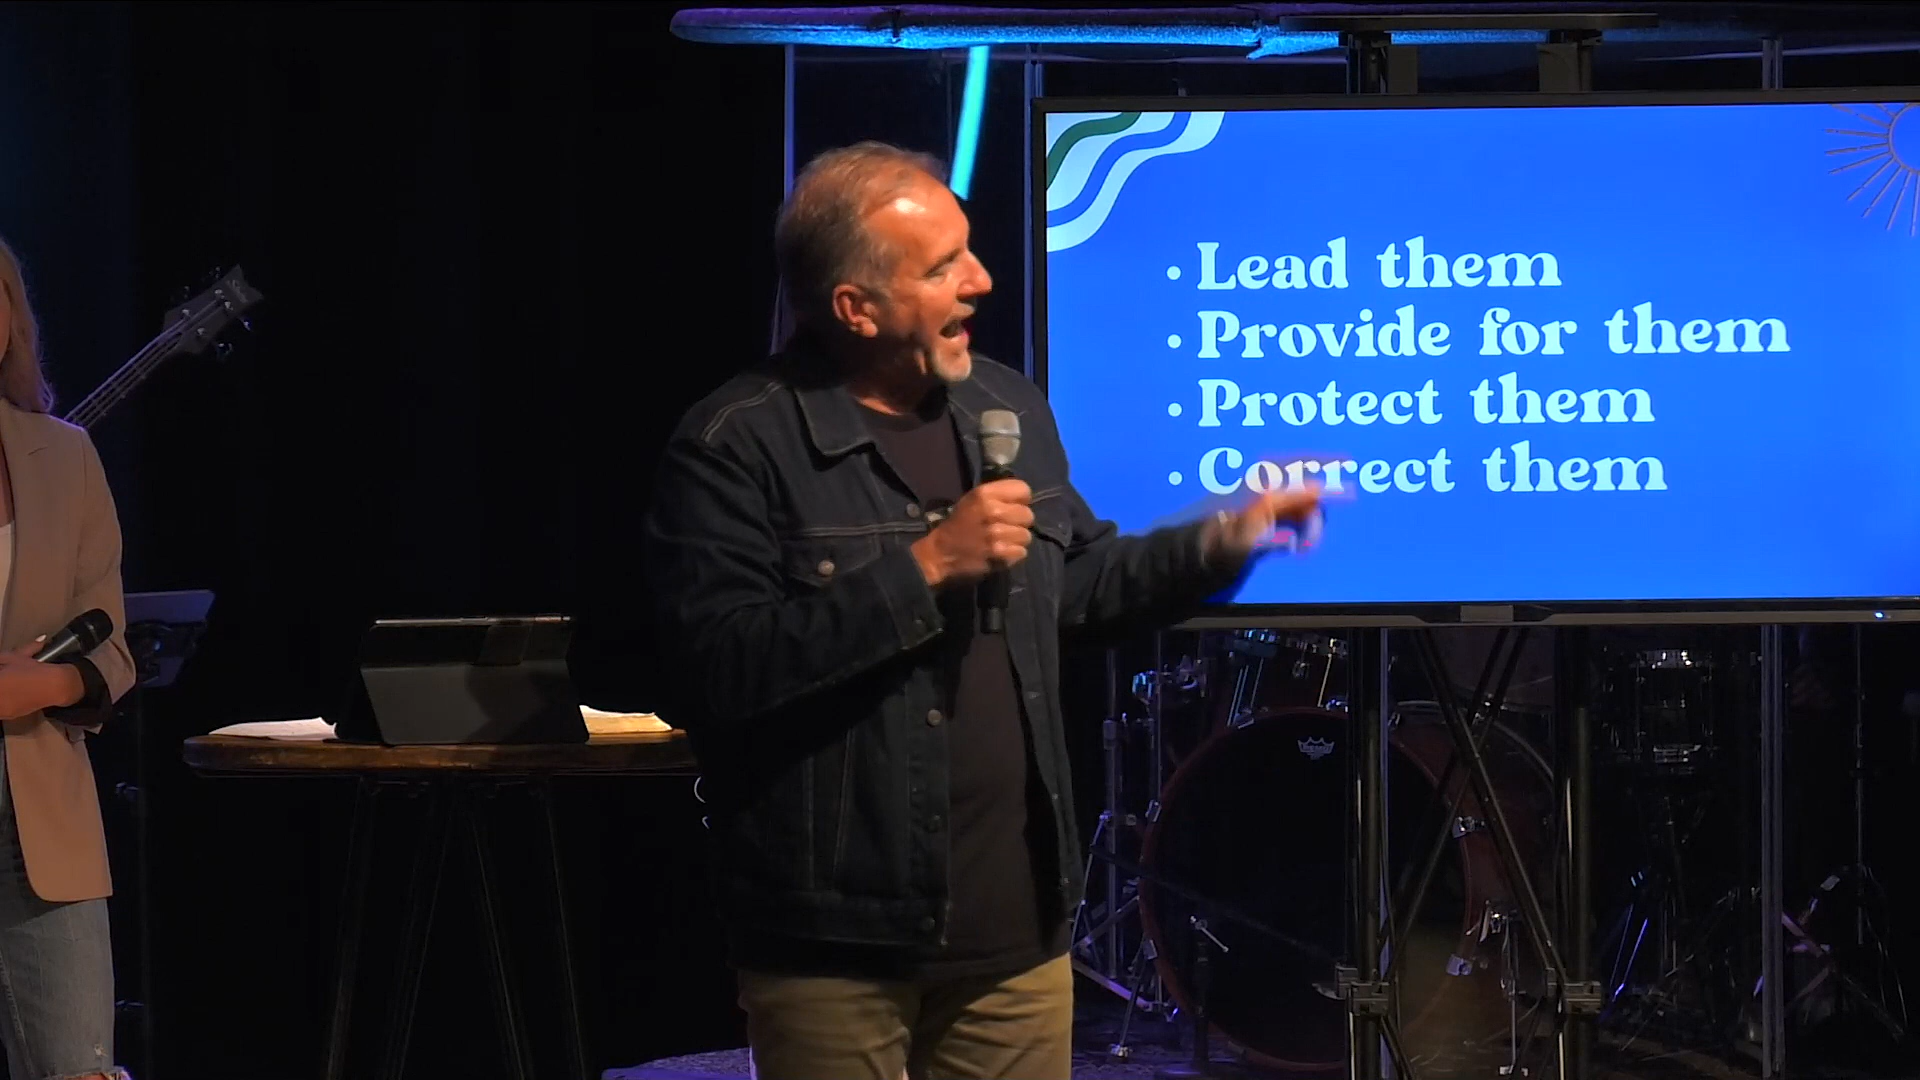 • Lead them
• Provide for them
• Protect them
• Correct them